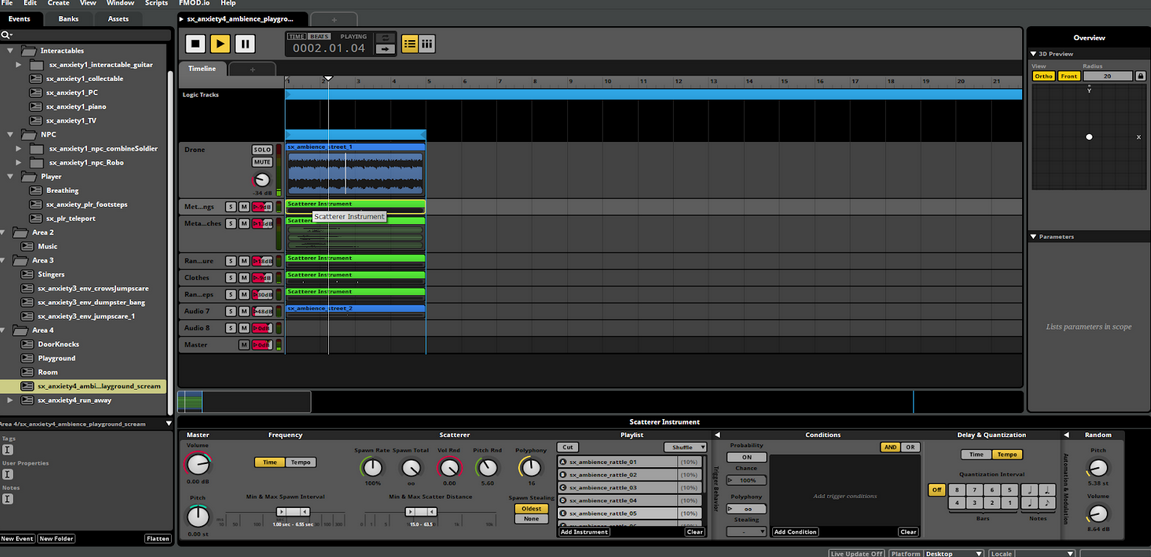 File Edit Create View Window Scripts FMOD.io Help
Events Banks Assets
sx_anxiety4_ambience_playgro... +
Interactables
sx_anxiety1_interactable_guitar
sx_anxiety1_collectable
sx_anxiety1_PC
sx_anxiety1_piano
sx_anxiety1_TV
NPC
sx_anxiety1_npc_combineSoldier
sx_anxiety1_npc_Robo
Player
Breathing
sx_anxiety_plr_footsteps
sx_plr_teleport
Area 2
Music
Area 3
Stingers
sx_anxiety3_env_crowsJumpscare
sx_anxiety3_env_dumpster_bang
sx_anxiety3_env_jumpscare_1
Area 4
DoorKnocks
Playground
Room
sx_anxiety4_ambi...layground_scream
sx_anxiety4_run_away
Area 4/sx_anxiety4_ambience_playground_scream
Tags
User Properties
Notes
New Event New Folder Flatten
TIME BEATS PLAYING
0002.01.04
Timeline +
1 2 3 4 5 6 7 8 9 10 11 12 13 14 15 16 17 18 19 20 21
Logic Tracks
Drone SOLO sx_ambience_street_1
MUTE
-34 dB
Met...ngs S M Scatterer Instrument
Scatterer Instrument
Meta...ches S M
Ran...ure S M Scatterer Instrument
Clothes S M Scatterer Instrument
Ran...eps S M Scatterer Instrument
Audio 7 S M sx_ambience_street_2
Audio 8 S M
Master M
Overview
3D Preview
View Radius
Ortho Front 20
Y
X
Parameters
Lists parameters in scope
Scatterer Instrument
Master Frequency Scatterer Playlist Conditions Delay & Quantization Random
Volume
0.00 dB
Pitch
0.00 st
Time Tempo
Min & Max Spawn Interval
1.00 sec - 6.55 sec
Spawn Rate Spawn Total Vol Rnd Pitch Rnd Polyphony
100% ∞ 0.00 5.60 16
Min & Max Scatter Distance
15.0 - 63.5
Spawn Stealing
Oldest
None
Cut Shuffle
sx_ambience_rattle_01 (10%)
sx_ambience_rattle_02 (10%)
sx_ambience_rattle_03 (10%)
sx_ambience_rattle_04 (10%)
sx_ambience_rattle_05 (10%)
Add Instrument Clear
Trigger Behavior
Probability
ON
Chance
100%
Polyphony
∞
Stealing
-
AND OR
Add trigger conditions
Add Condition Clear
Time Tempo
Quantization Interval
Off 8 7 6 5
4 3 2 1
Bars Notes
Automation & Modulation
Pitch
5.38 st
Volume
8.64 dB
Live Update Off Platform Desktop Locale